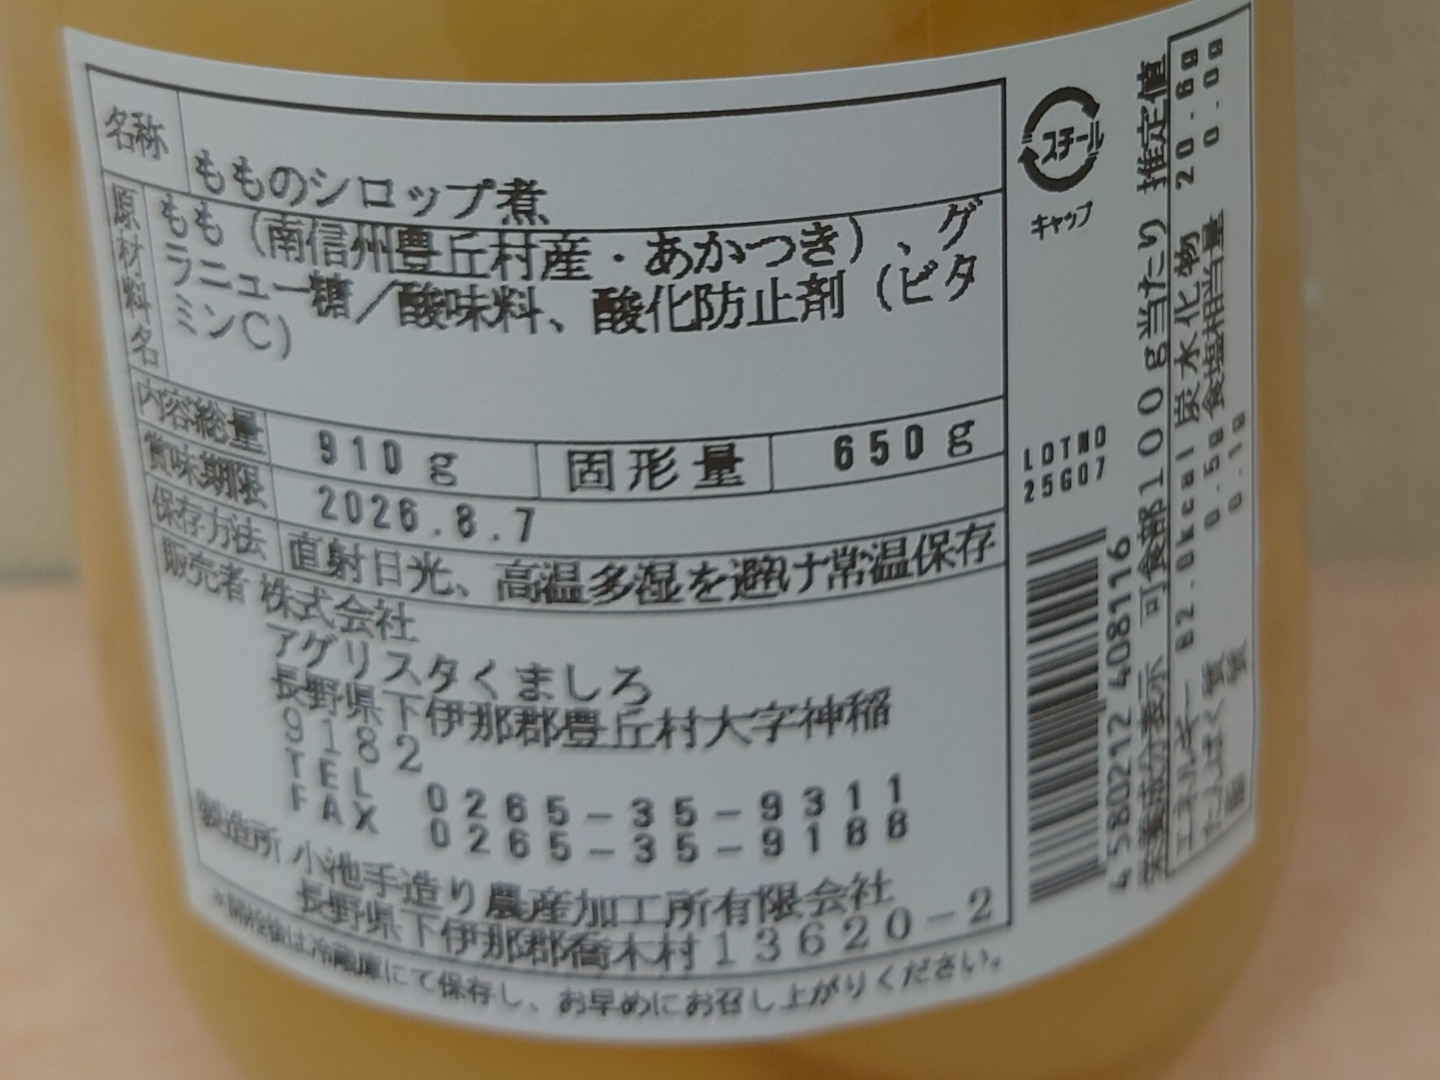 名称 もものシロップ煮
原材料名 もも（南信州豊丘村産・あかつき）、グ
ラニュー糖／酸味料、酸化防止剤（ビタ
ミンC）
内容総量 910g 固形量 650g
賞味期限 2026.8.7
保存方法 直射日光、高温多湿を避け常温保存
販売者 株式会社
アグリスタくましろ
長野県下伊那郡豊丘村大字神稲
9182
TEL 0265-35-9311
FAX 0265-35-9188
製造所 小池手造り農産加工所有限会社
長野県下伊那郡喬木村13620-2
*開栓後は冷蔵庫にて保存し、お早めにお召し上がりください。
スチール
キャップ
LOTNO
25G07
4 580212 408116
栄養成分表示 可食部100g当たり 推定値
エネルギー 82.0kcal 炭水化物 20.6g
たんぱく質 0.5g 食塩相当量 0.0g
脂質 0.1g